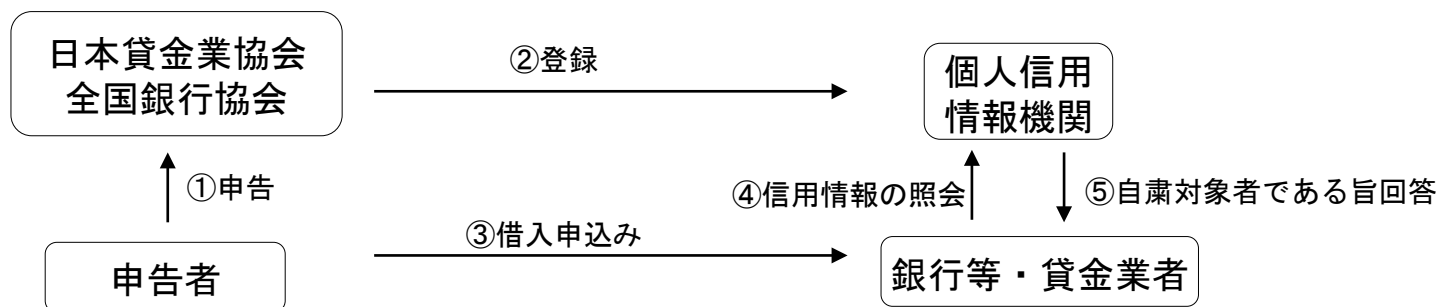 日本貸金業協会
全国銀行協会
②登録
個人信用
情報機関
①申告
④信用情報の照会
⑤自粛対象者である旨回答
③借入申込み
申告者
銀行等・貸金業者